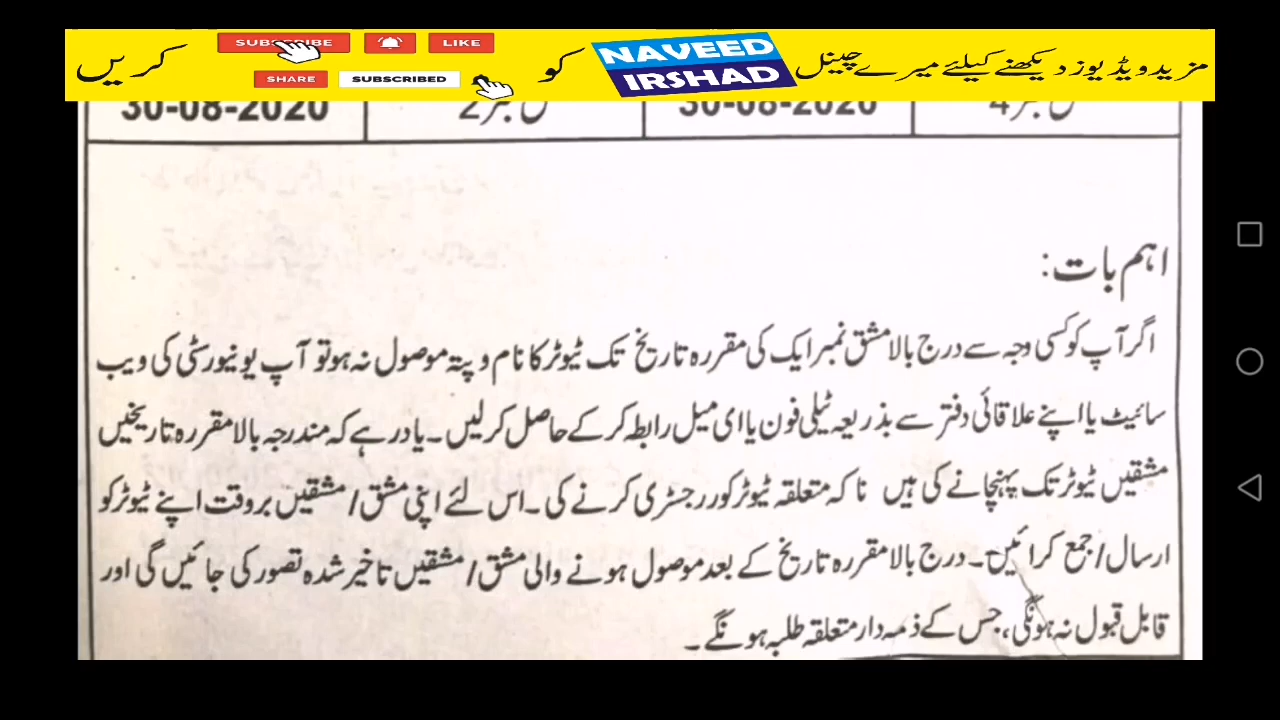 مزید ویڈیوز دیکھنے کیلئے میرے چینل NAVEED IRSHAD کو SUBSCRIBE LIKE SHARE SUBSCRIBED کریں
4 30-08-2020 2 30-08-2020
اہم بات:
اگر آپ کو کسی وجہ سے درج بالا مشق نمبر ایک کی مقررہ تاریخ تک ٹیوٹر کا نام و پتہ موصول نہ ہو تو آپ یونیورسٹی کی ویب
سائیٹ یا اپنے علاقائی دفتر سے بذریعہ ٹیلی فون یا ای میل رابطہ کر کے حاصل کر لیں۔ یاد رہے کہ مندرجہ بالا مقررہ تاریخیں
مشقیں ٹیوٹر تک پہنچانے کی ہیں نا کہ متعلقہ ٹیوٹر کو رجسٹری کرنے کی۔ اس لئے اپنی مشق/مشقیں بروقت اپنے ٹیوٹر کو
ارسال/جمع کرائیں۔ درج بالا مقررہ تاریخ کے بعد موصول ہونے والی مشق/مشقیں تاخیر شدہ تصور کی جائیں گی اور
قابل قبول نہ ہونگی، جس کے ذمہ دار متعلقہ طلبہ ہونگے۔